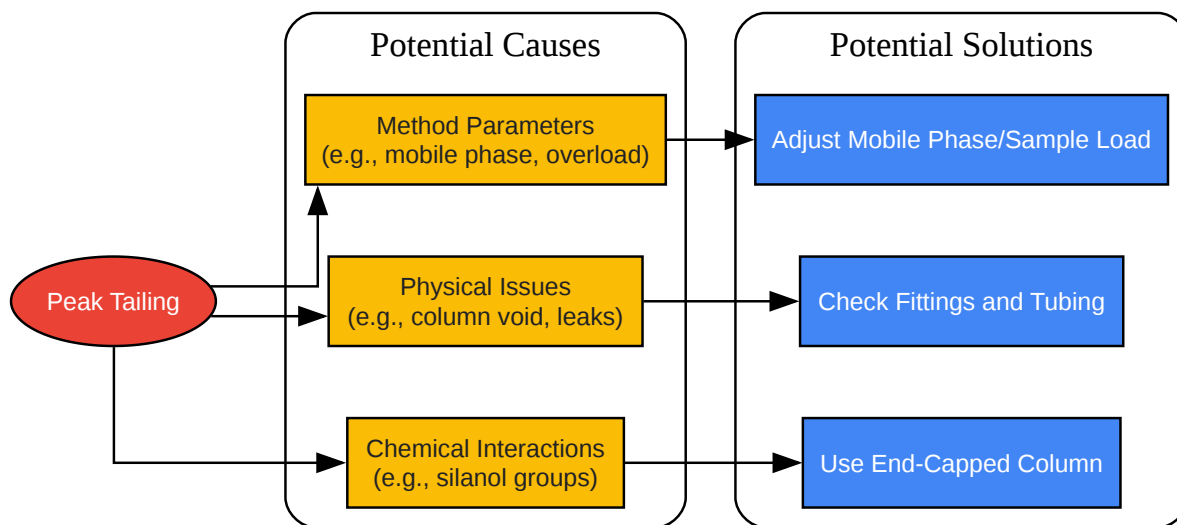 Potential Causes
Potential Solutions
Method Parameters
(e.g., mobile phase, overload)
Adjust Mobile Phase/Sample Load
Peak Tailing
Physical Issues
(e.g., column void, leaks)
Check Fittings and Tubing
Chemical Interactions
(e.g., silanol groups)
Use End-Capped Column